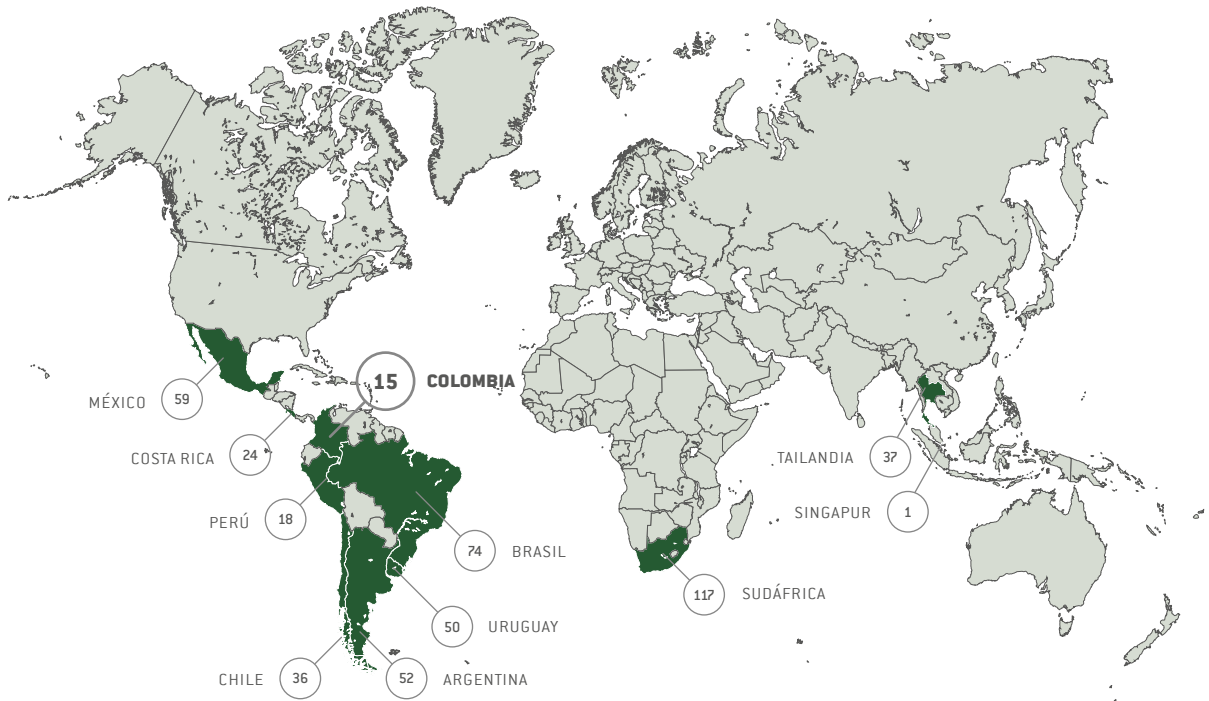 15 COLOMBIA
MÉXICO 59
COSTA RICA 24
TAILANDIA 37
SINGAPUR 1
PERÚ 18
74 BRASIL
117 SUDÁFRICA
50 URUGUAY
CHILE 36
52 ARGENTINA